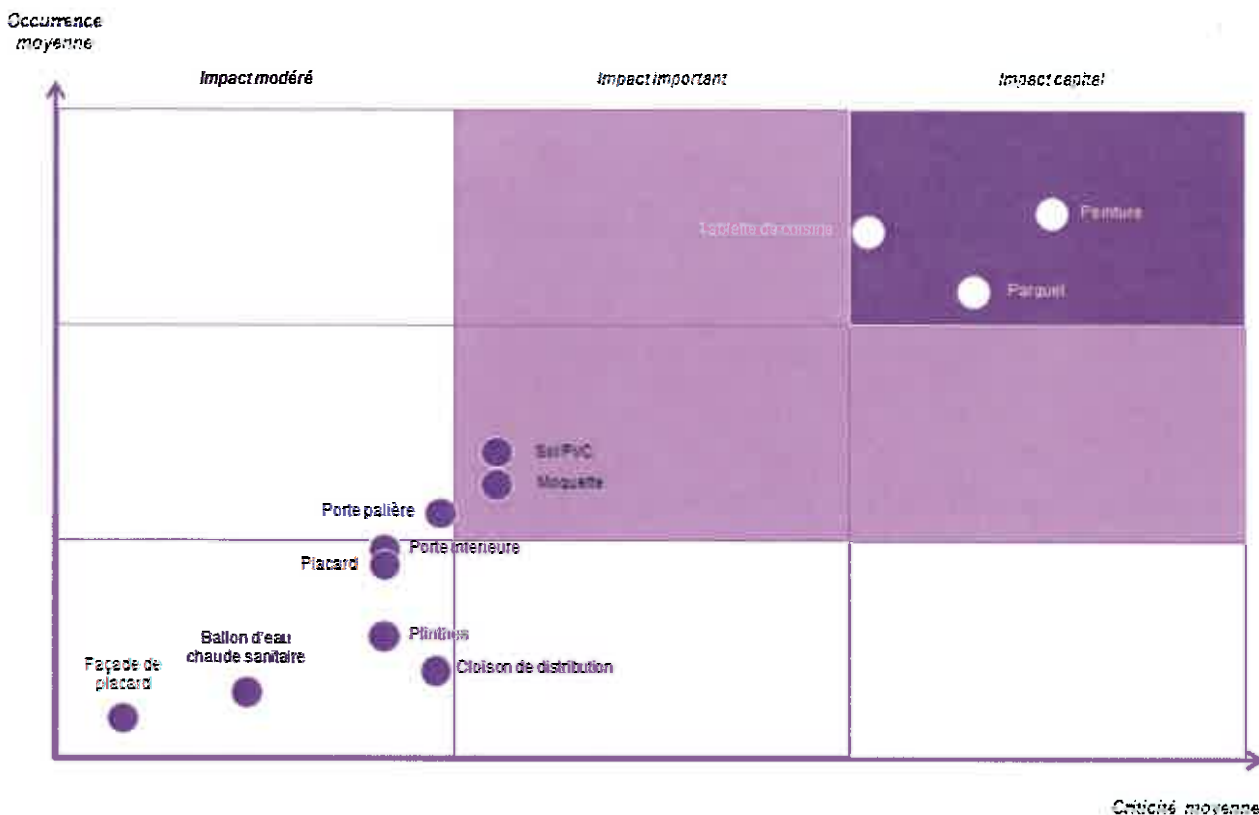 Occurrence
moyenne
Impact modéré
Impact important
Impact capital
Tablette de cuisine
Peinture
Parquet
Sol PVC
Moquette
Porte palière
Porte intérieure
Placard
Plinthes
Ballon d'eau
chaude sanitaire
Façade de
placard
Cloison de distribution
Criticité moyenne